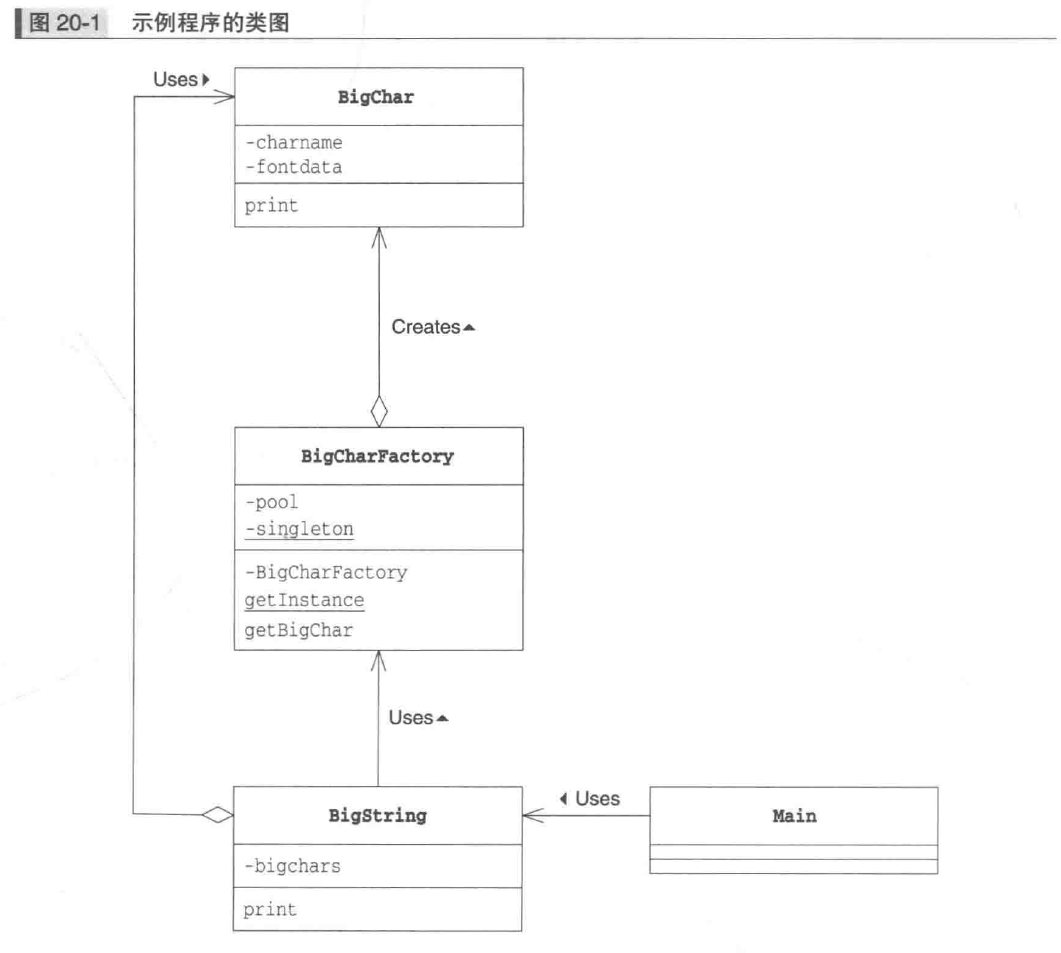 图 20-1 示例程序的类图
Uses
BigChar
-charname
-fontdata
print
Creates
BigCharFactory
-pool
-singleton
-BigCharFactory
getInstance
getBigChar
Uses
BigString
-bigchars
print
Uses
Main